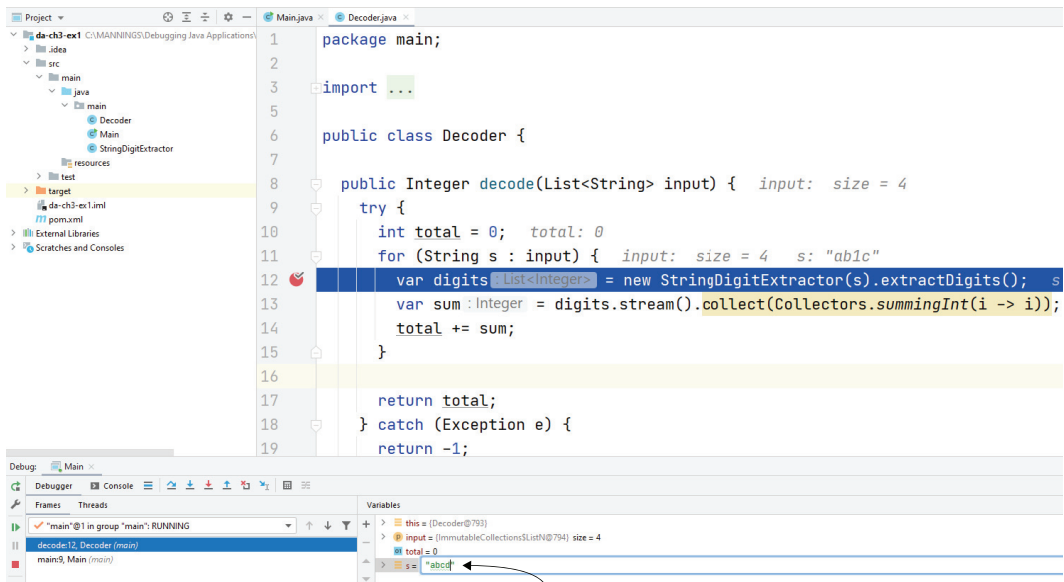 Project
Main.java
Decoder.java
da-ch3-ex1 C:\MANNINGS\Debugging Java Applications\
.idea
src
main
java
main
Decoder
Main
StringDigitExtractor
resources
test
target
da-ch3-ex1.iml
pom.xml
External Libraries
Scratches and Consoles
1 package main;
2
3 import ...
5
6 public class Decoder {
7
8 public Integer decode(List<String> input) { input: size = 4
9 try {
10 int total = 0; total: 0
11 for (String s : input) { input: size = 4 s: "ab1c"
12 var digits : List<Integer> = new StringDigitExtractor(s).extractDigits(); s
13 var sum : Integer = digits.stream().collect(Collectors.summingInt(i -> i));
14 total += sum;
15 }
16
17 return total;
18 } catch (Exception e) {
19 return -1;
Debug: Main
Debugger Console
Frames Threads
Variables
"main"@1 in group "main": RUNNING
decode:12, Decoder (main)
main:9, Main (main)
this = {Decoder@793}
input = {ImmutableCollections$ListN@794} size = 4
total = 0
s = "abcd"